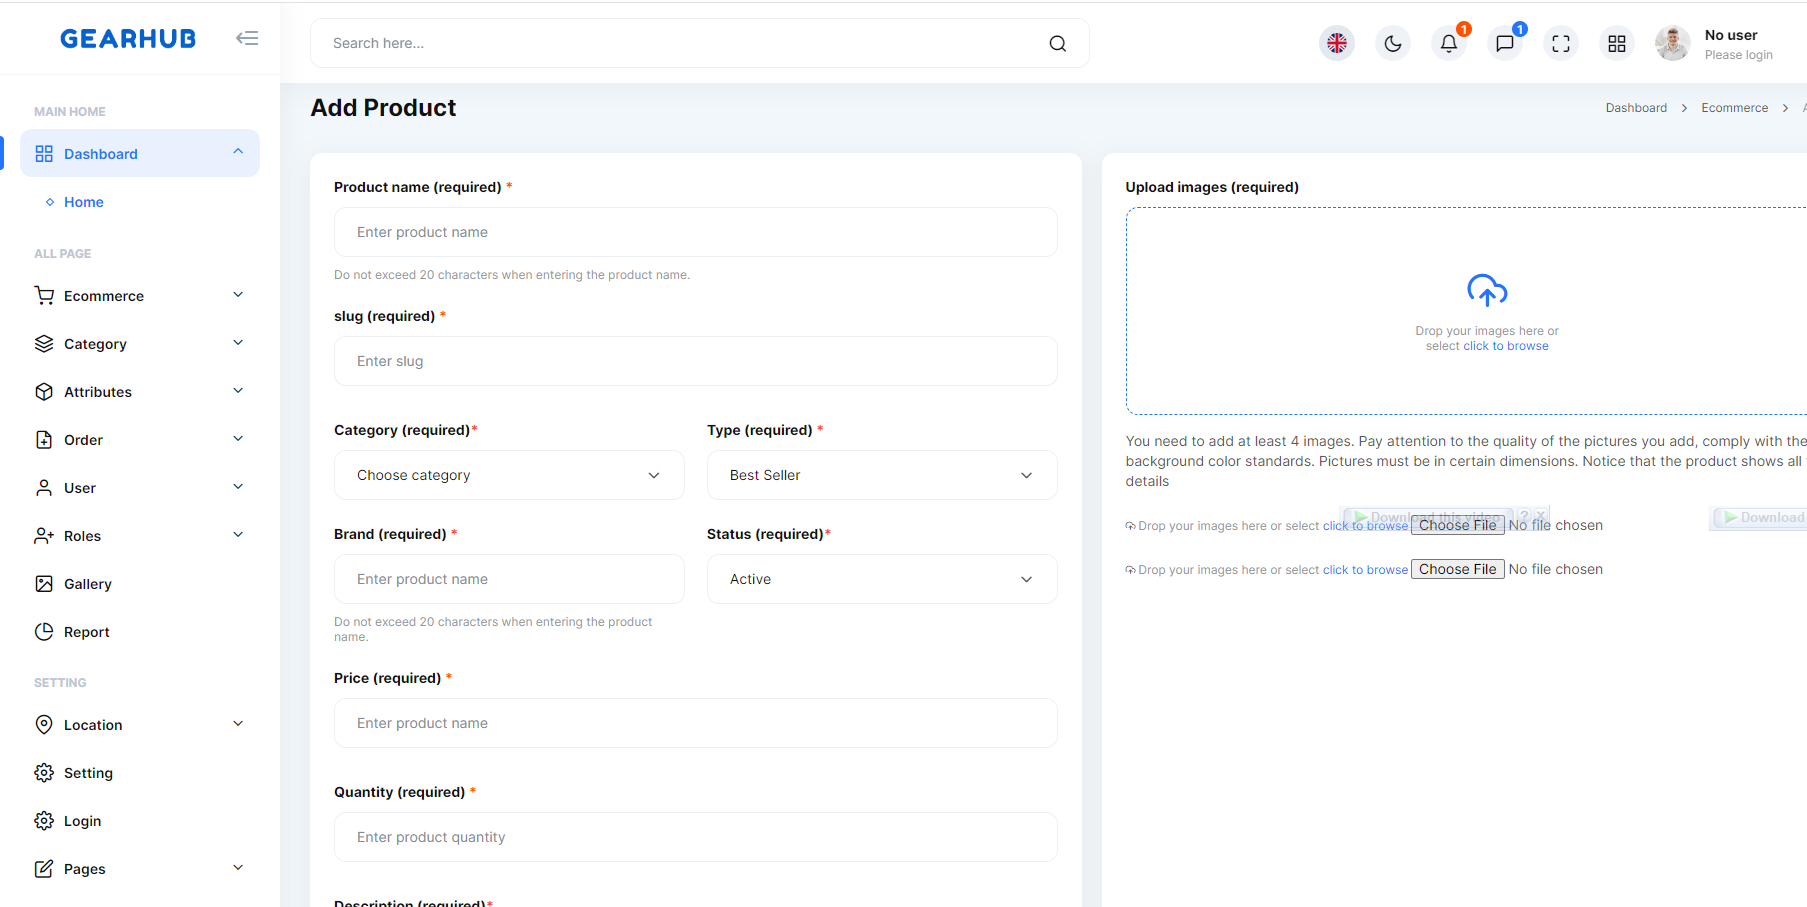 GEARHUB
Search here...
1
1
No user
Please login
MAIN HOME
Dashboard
Home
ALL PAGE
Ecommerce
Category
Attributes
Order
User
Roles
Gallery
Report
SETTING
Location
Setting
Login
Pages
Add Product
Dashboard > Ecommerce >
Product name (required) *
Enter product name
Do not exceed 20 characters when entering the product name.
slug (required) *
Enter slug
Category (required)*
Choose category
Type (required) *
Best Seller
Brand (required) *
Enter product name
Do not exceed 20 characters when entering the product
name.
Status (required)*
Active
Price (required) *
Enter product name
Quantity (required) *
Enter product quantity
Description (required)*
Upload images (required)
Drop your images here or
select click to browse
You need to add at least 4 images. Pay attention to the quality of the pictures you add, comply with the
background color standards. Pictures must be in certain dimensions. Notice that the product shows all
details
Download this video ? X
Download
Drop your images here or select click to browse Choose File No file chosen
Drop your images here or select click to browse Choose File No file chosen